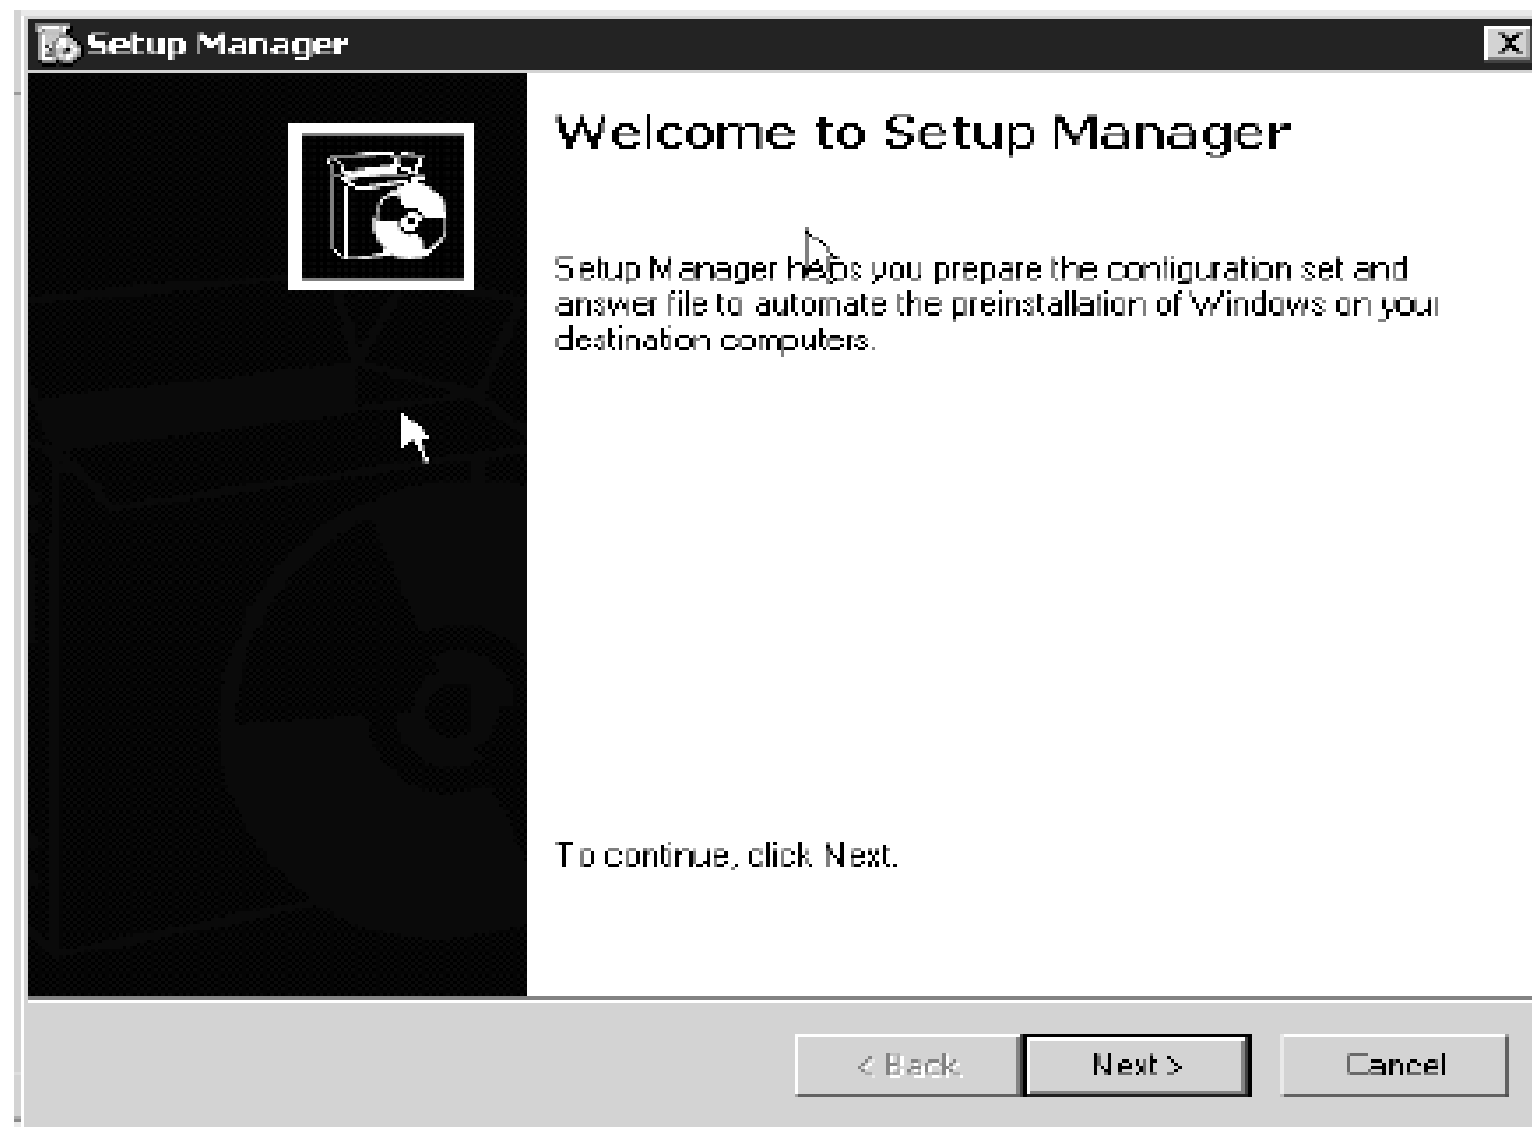 Setup Manager
Welcome to Setup Manager
Setup Manager helps you prepare the configuration set and
answer file to automate the preinstallation of Windows on your
destination computers.
To continue, click Next.
< Back
Next >
Cancel